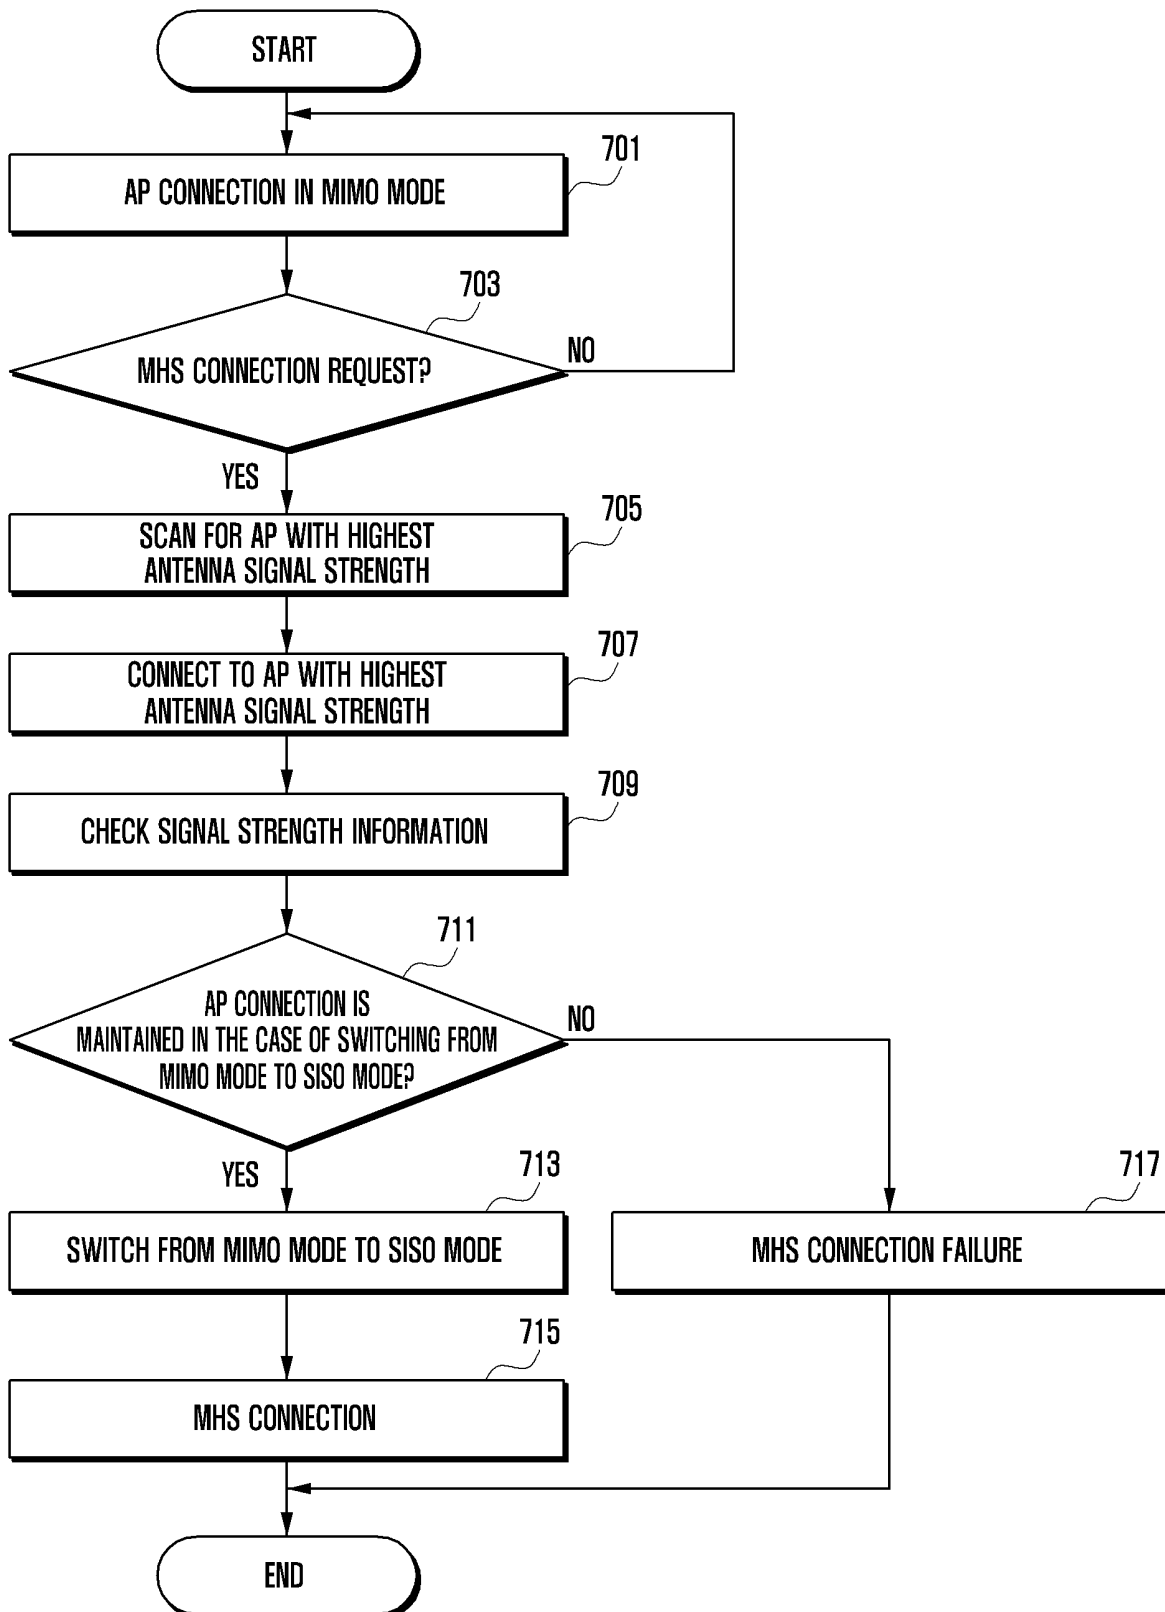 START
701
AP CONNECTION IN MIMO MODE
703
MHS CONNECTION REQUEST?
NO
YES
705
SCAN FOR AP WITH HIGHEST
ANTENNA SIGNAL STRENGTH
707
CONNECT TO AP WITH HIGHEST
ANTENNA SIGNAL STRENGTH
709
CHECK SIGNAL STRENGTH INFORMATION
711
AP CONNECTION IS
MAINTAINED IN THE CASE OF SWITCHING FROM
MIMO MODE TO SISO MODE?
NO
YES
713
SWITCH FROM MIMO MODE TO SISO MODE
717
MHS CONNECTION FAILURE
715
MHS CONNECTION
END